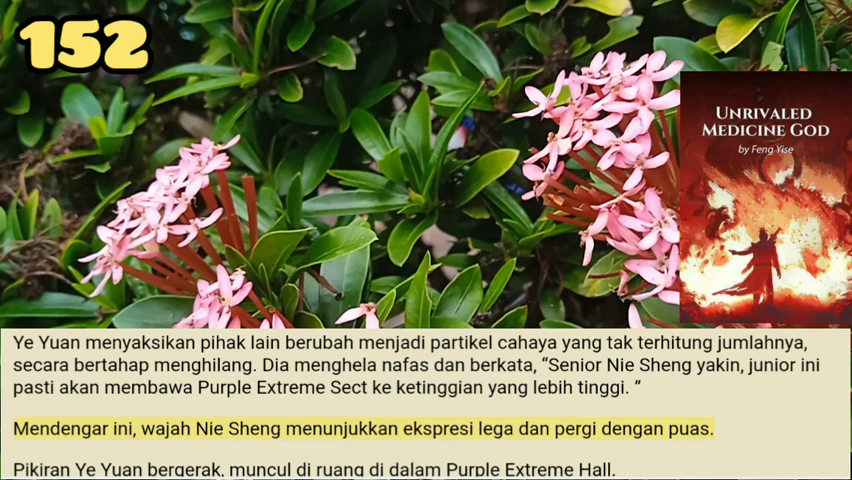 152
UNRIVALED
MEDICINE GOD
by Feng Yise
Ye Yuan menyaksikan pihak lain berubah menjadi partikel cahaya yang tak terhitung jumlahnya,
secara bertahap menghilang. Dia menghela nafas dan berkata, “Senior Nie Sheng yakin, junior ini
pasti akan membawa Purple Extreme Sect ke ketinggian yang lebih tinggi. ”
Mendengar ini, wajah Nie Sheng menunjukkan ekspresi lega dan pergi dengan puas.
Pikiran Ye Yuan bergerak, muncul di ruang di dalam Purple Extreme Hall.